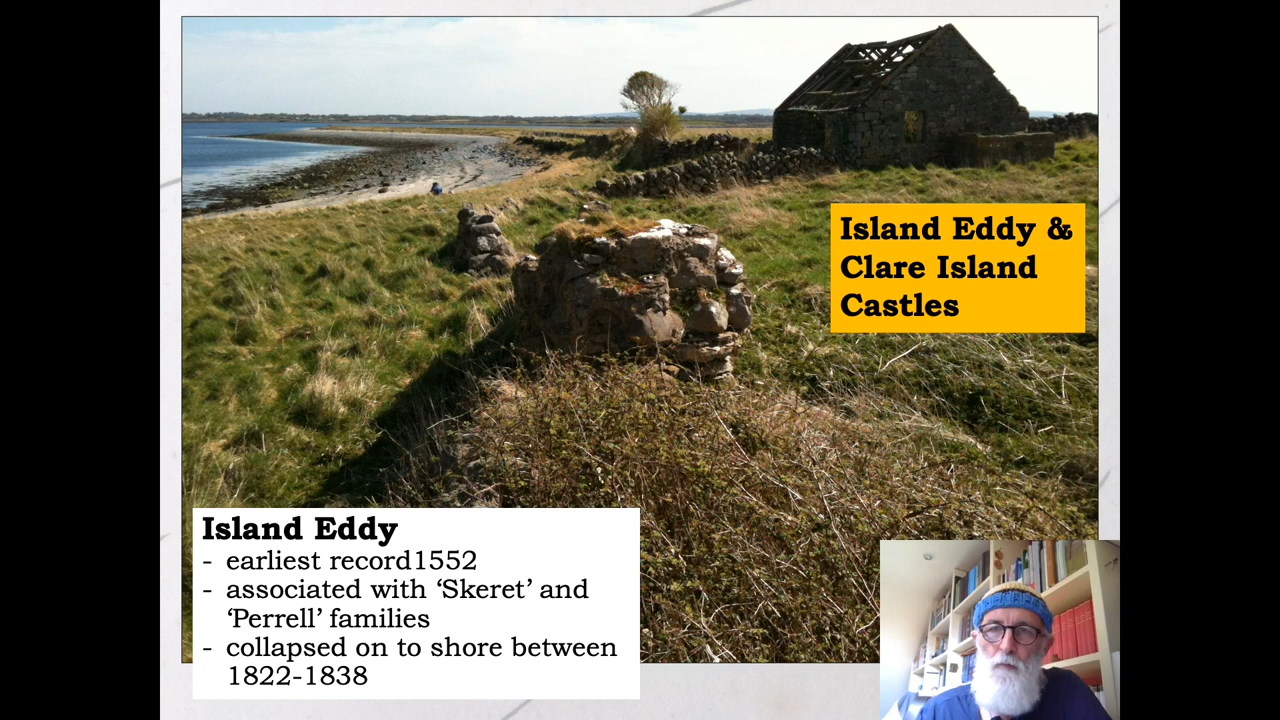 Island Eddy &
Clare Island
Castles
Island Eddy
- earliest record1552
- associated with ‘Skeret’ and
‘Perrell’ families
- collapsed on to shore between
1822-1838